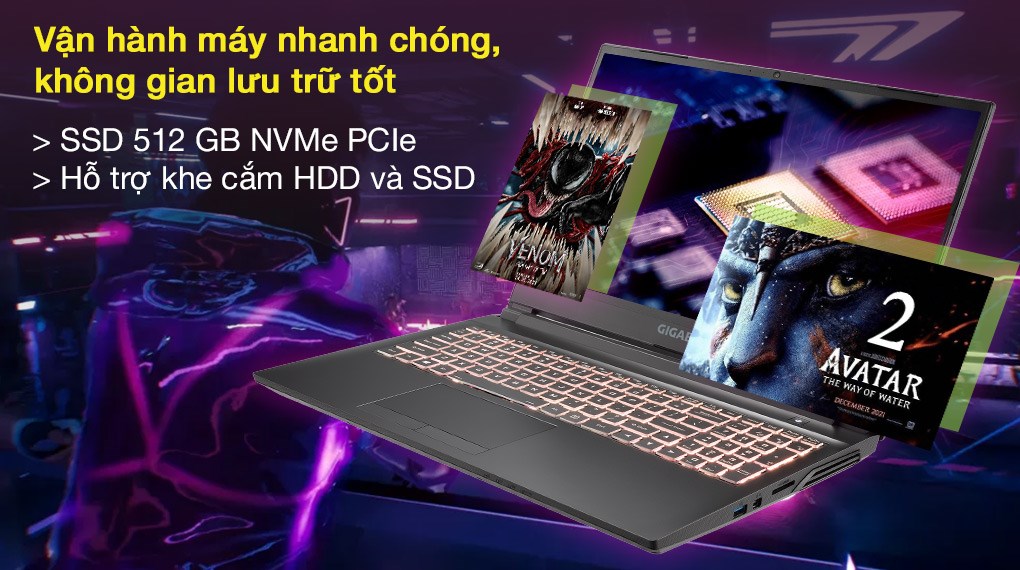 Vận hành máy nhanh chóng,
không gian lưu trữ tốt
> SSD 512 GB NVMe PCIe
> Hỗ trợ khe cắm HDD và SSD
VENOM
GIGAB
2
AVATAR
THE WAY OF WATER
DECEMBER 2021